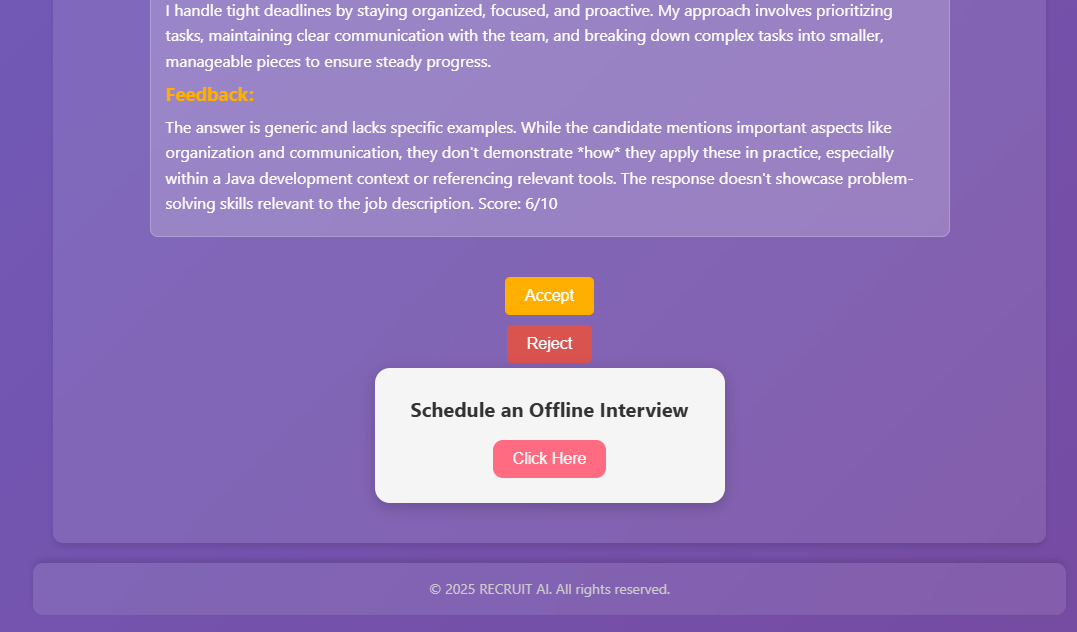 I handle tight deadlines by staying organized, focused, and proactive. My approach involves prioritizing
tasks, maintaining clear communication with the team, and breaking down complex tasks into smaller,
manageable pieces to ensure steady progress.
Feedback:
The answer is generic and lacks specific examples. While the candidate mentions important aspects like
organization and communication, they don't demonstrate *how* they apply these in practice, especially
within a Java development context or referencing relevant tools. The response doesn't showcase problem-
solving skills relevant to the job description. Score: 6/10
Accept
Reject
Schedule an Offline Interview
Click Here
© 2025 RECRUIT AI. All rights reserved.